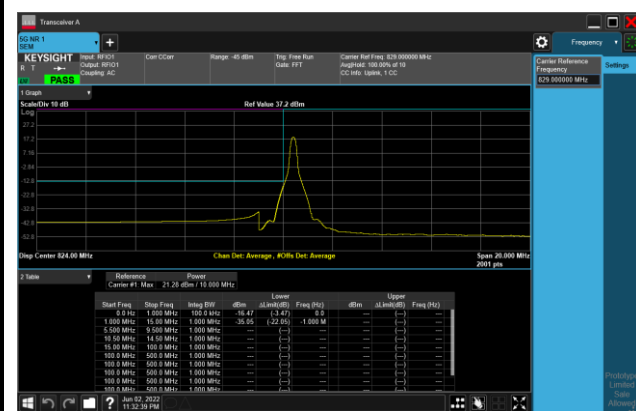 Transceiver A
5G NR 1
SEM
Frequency
KEYSIGHT
R T
PASS
Input: RFIO1
Output: RFIO1
Coupling: AC
Corr CCorr
Range: -45 dBm
Trig: Free Run
Gate: FFT
Carrier Ref Freq: 829.000000 MHz
Avg|Hold: 100.00% of 10
CC Info: Uplink, 1 CC
Carrier Reference
Frequency
829.000000 MHz
Settings
1 Graph
Scale/Div 10 dB
Ref Value 37.2 dBm
Log
27.2
17.2
7.16
-2.84
-12.8
-22.8
-32.8
-42.8
-52.8
Disp Center 824.00 MHz
Chan Det: Average , #Offs Det: Average
Span 20.000 MHz
2001 pts
2 Table
Reference Power
Carrier #1 Max 21.28 dBm / 10.000 MHz
Lower Upper
Start Freq Stop Freq Integ BW dBm ΔLimit(dB) Freq (Hz) dBm ΔLimit(dB) Freq (Hz)
0.0 Hz 1.000 MHz 100.0 kHz -16.47 (-3.47) 0.0 --- (---) ---
1.000 MHz 15.00 MHz 1.000 MHz -35.05 (-22.05) -1.000 M --- (---) ---
5.500 MHz 9.500 MHz 1.000 MHz --- (---) --- --- (---) ---
10.50 MHz 14.50 MHz 1.000 MHz --- (---) --- --- (---) ---
15.00 MHz 100.0 MHz 1.000 MHz --- (---) --- --- (---) ---
100.0 MHz 500.0 MHz 1.000 MHz --- (---) --- --- (---) ---
100.0 MHz 500.0 MHz 1.000 MHz --- (---) --- --- (---) ---
100.0 MHz 500.0 MHz 1.000 MHz --- (---) --- --- (---) ---
100.0 MHz 500.0 MHz 1.000 MHz --- (---) --- --- (---) ---
Jun 02, 2022
11:32:39 PM
Prototype
Limited
Sale
Allowed